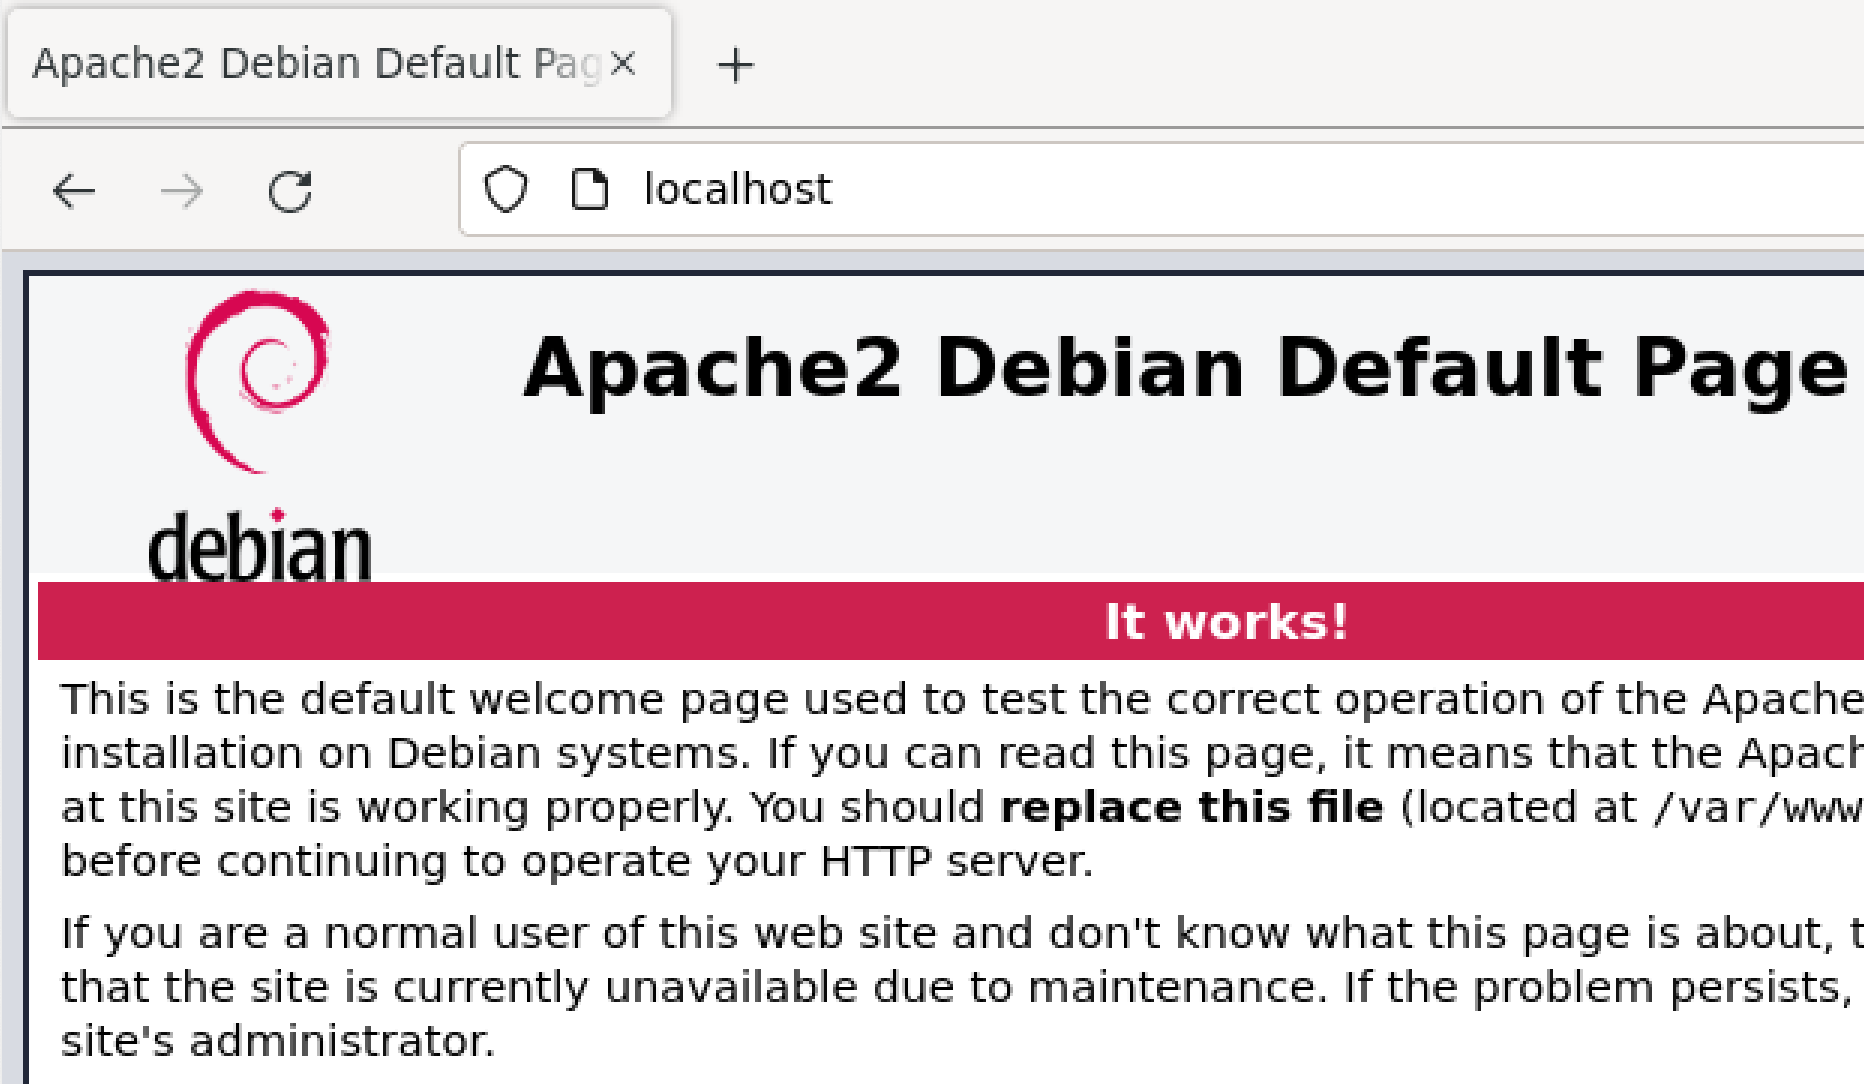 Apache2 Debian Default Pag
localhost
debian
Apache2 Debian Default Page
It works!
This is the default welcome page used to test the correct operation of the Apache
installation on Debian systems. If you can read this page, it means that the Apach
at this site is working properly. You should replace this file (located at /var/www
before continuing to operate your HTTP server.
If you are a normal user of this web site and don't know what this page is about, t
that the site is currently unavailable due to maintenance. If the problem persists,
site's administrator.